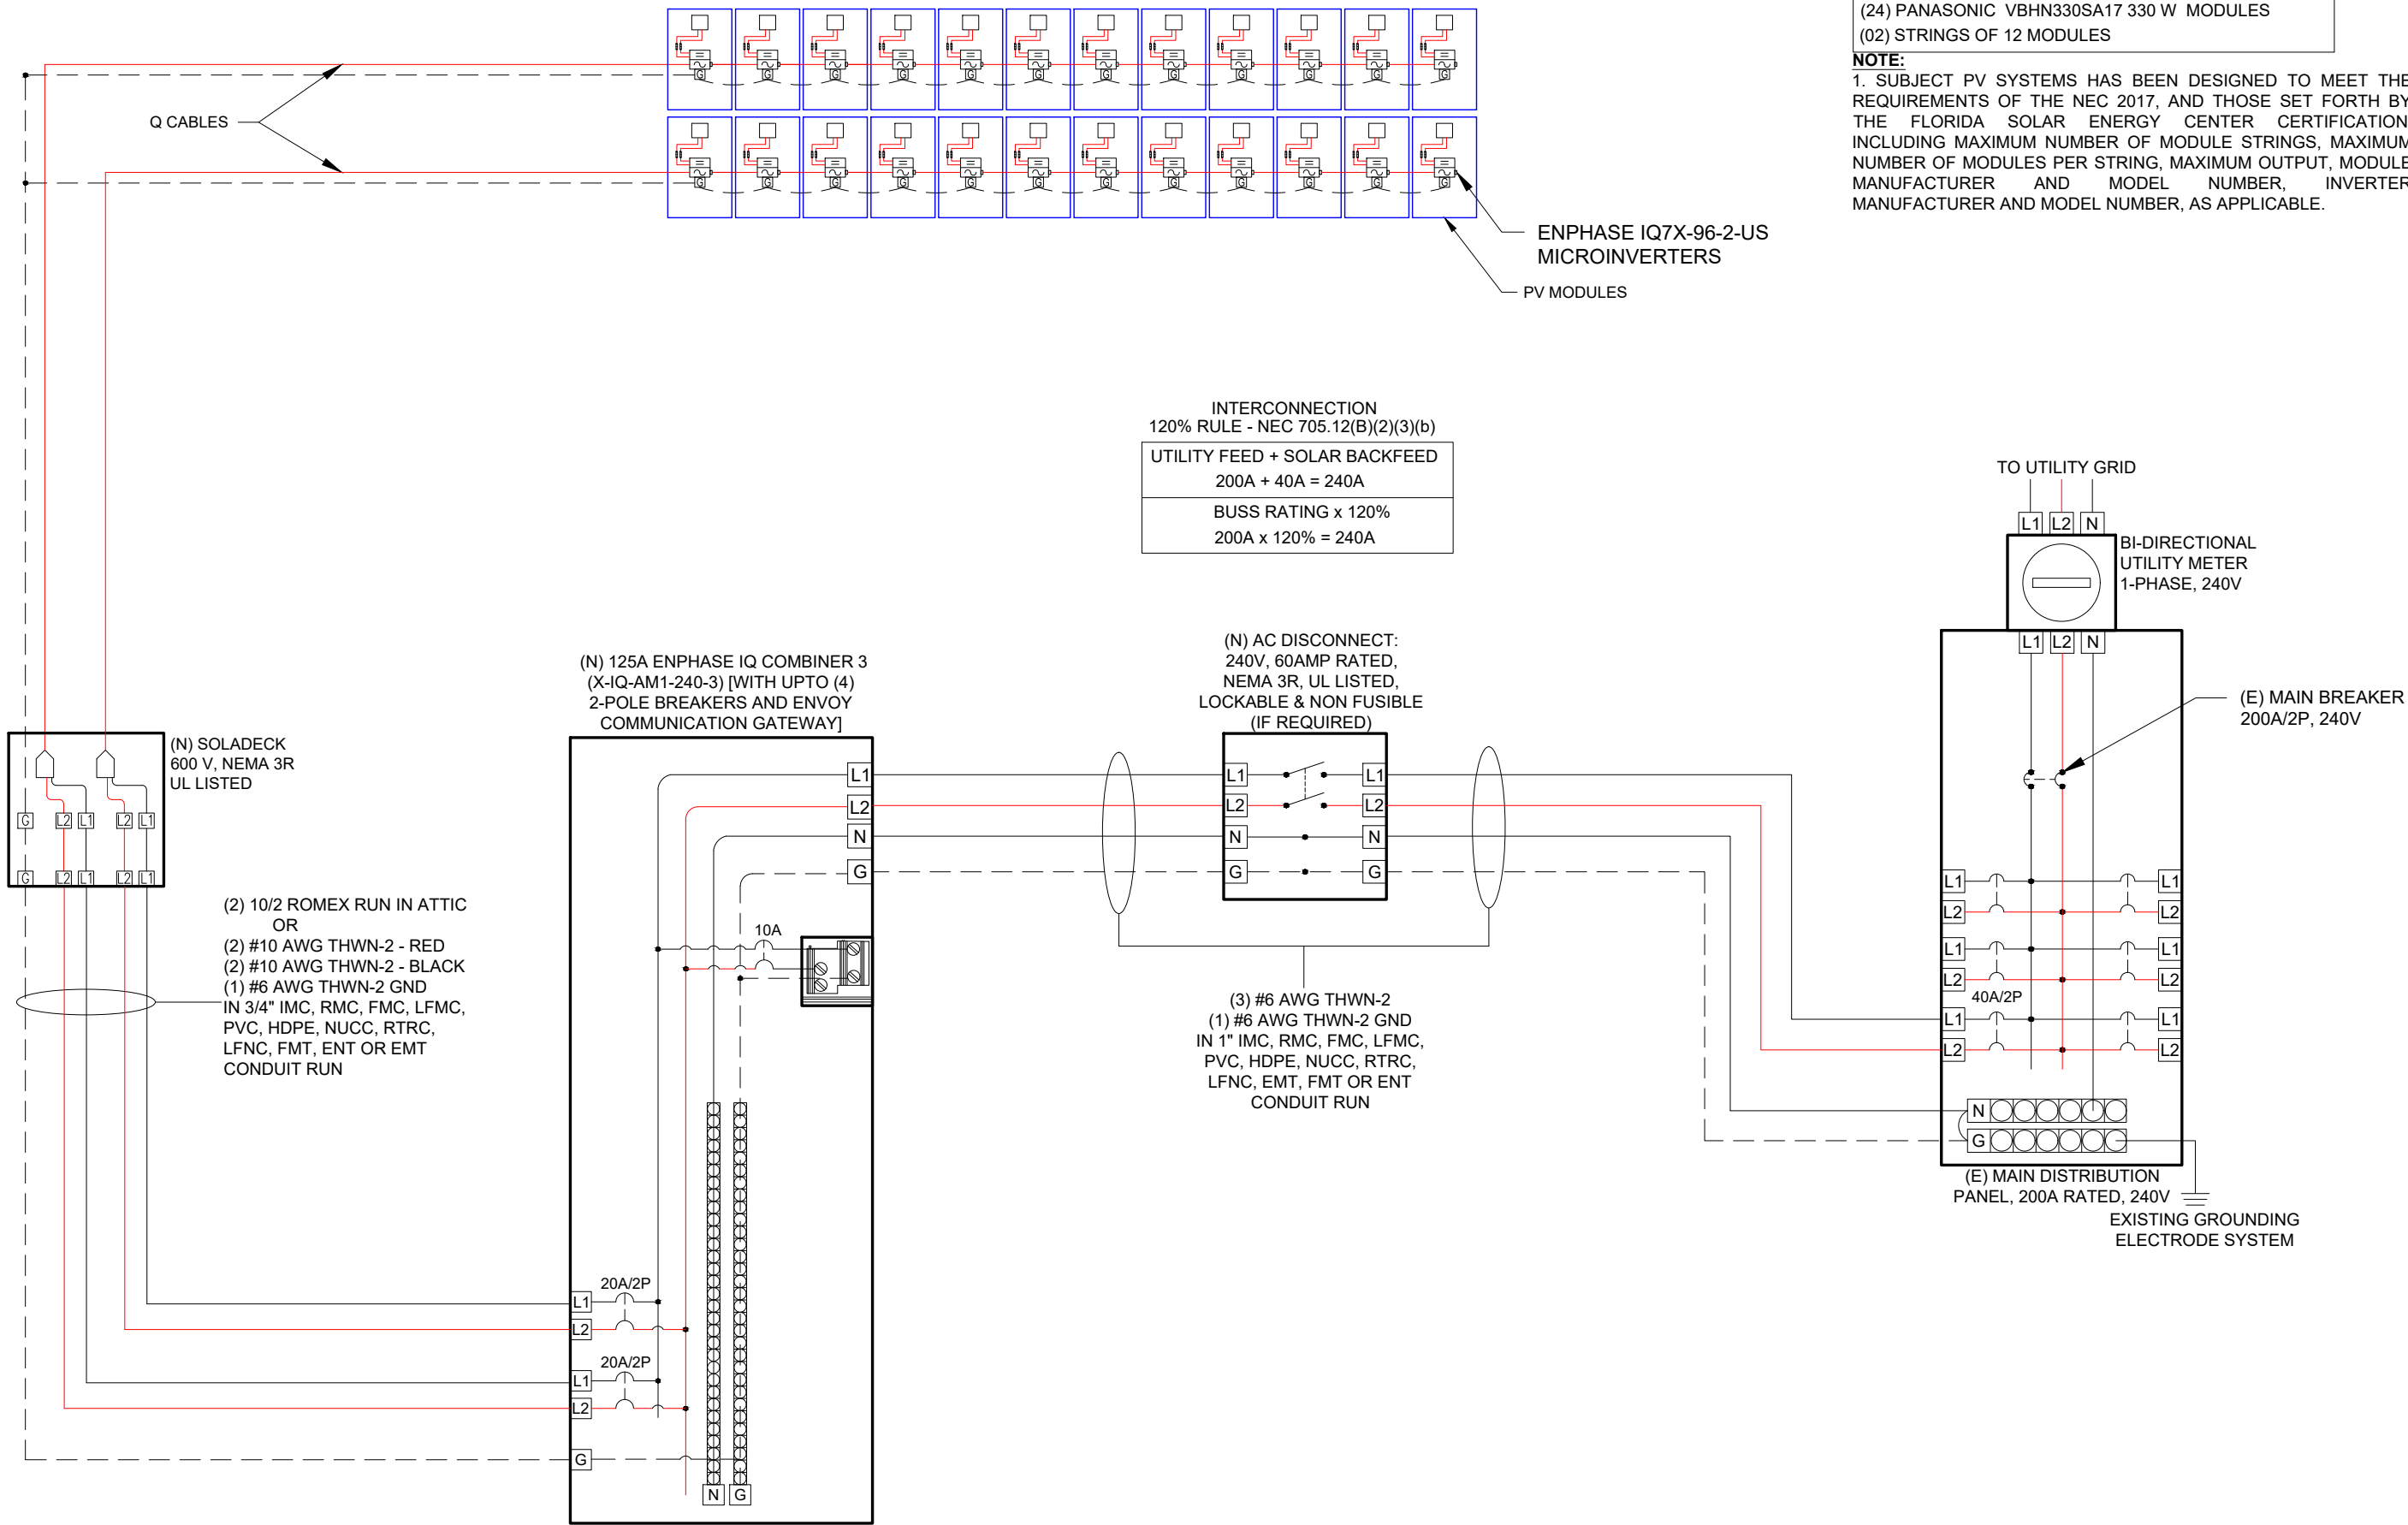 (24) PANASONIC VBHN330SA17 330 W MODULES
(02) STRINGS OF 12 MODULES
NOTE:
1. SUBJECT PV SYSTEMS HAS BEEN DESIGNED TO MEET THE
REQUIREMENTS OF THE NEC 2017, AND THOSE SET FORTH BY
THE FLORIDA SOLAR ENERGY CENTER CERTIFICATION
INCLUDING MAXIMUM NUMBER OF MODULE STRINGS, MAXIMUM
NUMBER OF MODULES PER STRING, MAXIMUM OUTPUT, MODULE
MANUFACTURER AND MODEL NUMBER, INVERTER
MANUFACTURER AND MODEL NUMBER, AS APPLICABLE.
G G G G G G G G G G G G
Q CABLES
G G G G G G G G G G G G
ENPHASE IQ7X-96-2-US
MICROINVERTERS
PV MODULES
INTERCONNECTION
120% RULE - NEC 705.12(B)(2)(3)(b)
UTILITY FEED + SOLAR BACKFEED
200A + 40A = 240A
BUSS RATING x 120%
200A x 120% = 240A
TO UTILITY GRID
L1 L2 N
BI-DIRECTIONAL
UTILITY METER
1-PHASE, 240V
L1 L2 N
(E) MAIN BREAKER
200A/2P, 240V
(N) SOLADECK
600 V, NEMA 3R
UL LISTED
G L2 L1 L2 L1
G L2 L1 L2 L1
(2) 10/2 ROMEX RUN IN ATTIC
OR
(2) #10 AWG THWN-2 - RED
(2) #10 AWG THWN-2 - BLACK
(1) #6 AWG THWN-2 GND
IN 3/4" IMC, RMC, FMC, LFMC,
PVC, HDPE, NUCC, RTRC,
LFNC, FMT, ENT OR EMT
CONDUIT RUN
(N) 125A ENPHASE IQ COMBINER 3
(X-IQ-AM1-240-3) [WITH UPTO (4)
2-POLE BREAKERS AND ENVOY
COMMUNICATION GATEWAY]
L1
L2
N
G
10A
20A/2P
L1
L2
20A/2P
L1
L2
G
N G
(N) AC DISCONNECT:
240V, 60AMP RATED,
NEMA 3R, UL LISTED,
LOCKABLE & NON FUSIBLE
(IF REQUIRED)
L1 L1
L2 L2
N N
G G
(3) #6 AWG THWN-2
(1) #6 AWG THWN-2 GND
IN 1" IMC, RMC, FMC, LFMC,
PVC, HDPE, NUCC, RTRC,
LFNC, EMT, FMT OR ENT
CONDUIT RUN
L1 L1
L2 L2
L1 L1
L2 L2
40A/2P
L1 L1
L2 L2
N
G
(E) MAIN DISTRIBUTION
PANEL, 200A RATED, 240V
EXISTING GROUNDING
ELECTRODE SYSTEM